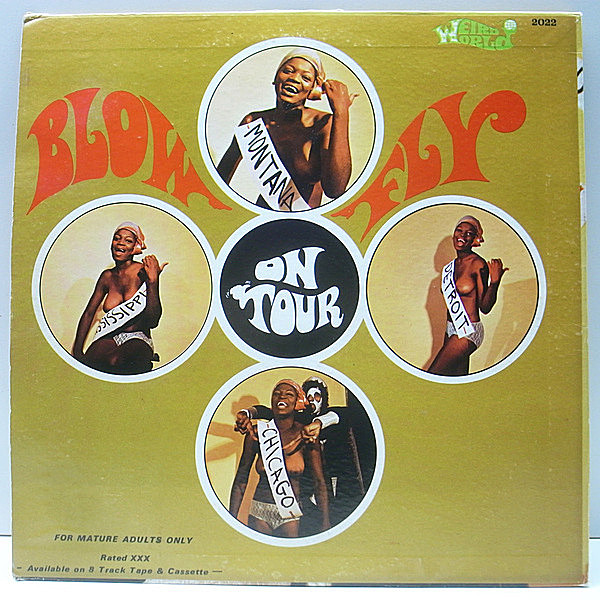 WEIRD WORLD
2022
BLOW FLY
MONTANA
ON TOUR
SSISSIPPI
DETROIT
-CHICAGO-
FOR MATURE ADULTS ONLY
Rated XXX
- Available on 8 Track Tape & Cassette -